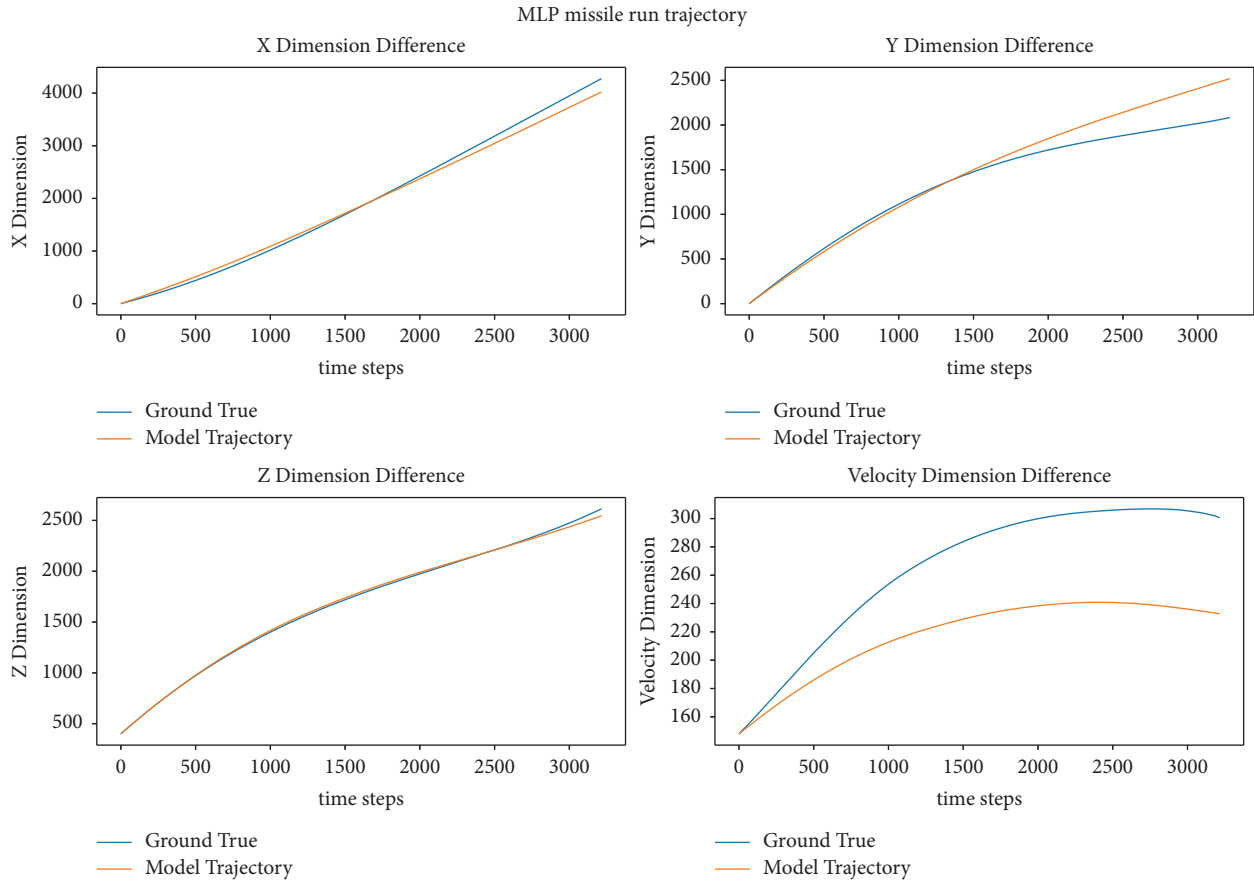 MLP missile run trajectory
X Dimension Difference
X Dimension
4000
3000
2000
1000
0
0 500 1000 1500 2000 2500 3000
time steps
Ground True
Model Trajectory
Y Dimension Difference
Y Dimension
2500
2000
1500
1000
500
0
0 500 1000 1500 2000 2500 3000
time steps
Ground True
Model Trajectory
Z Dimension Difference
Z Dimension
2500
2000
1500
1000
500
0 500 1000 1500 2000 2500 3000
time steps
Ground True
Model Trajectory
Velocity Dimension Difference
Velocity Dimension
300
280
260
240
220
200
180
160
0 500 1000 1500 2000 2500 3000
time steps
Ground True
Model Trajectory